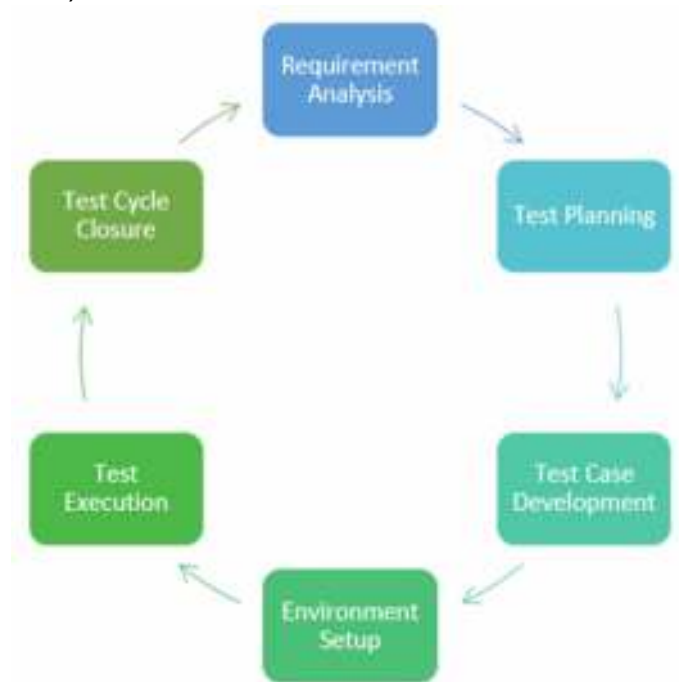 Requirement
Analysis
Test Planning
Test Case
Development
Environment
Setup
Test
Execution
Test Cycle
Closure